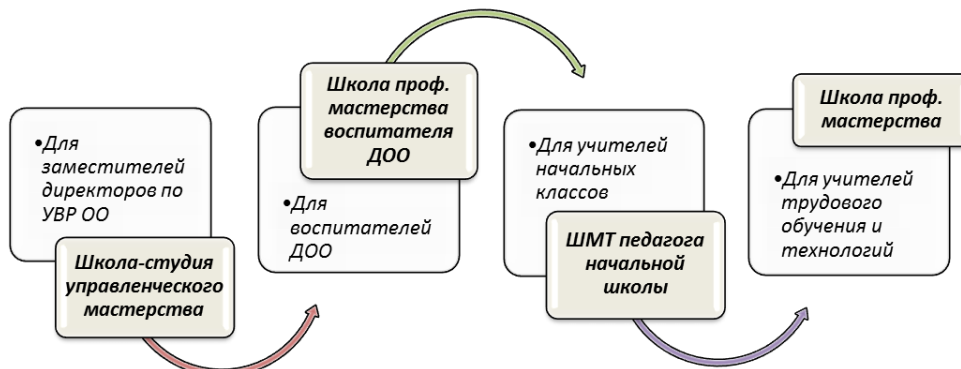 •Для
заместителей
директоров по
УВР ОО
Школа-студия
управленческого
мастерства
Школа проф.
мастерства
воспитателя
ДОО
•Для
воспитателей
ДОО
•Для учителей
начальных
классов
ШМТ педагога
начальной
школы
Школа проф.
мастерства
•Для учителей
трудового
обучения и
технологий